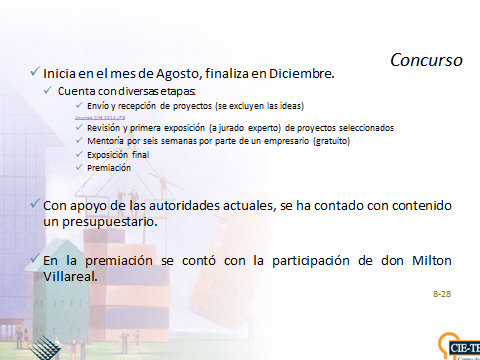 Concurso
Inicia en el mes de Agosto, finaliza en Diciembre.
Cuenta con diversas etapas:
Envío y recepción de proyectos (se excluyen las ideas)
Revisión y primera exposición (a jurado experto) de proyectos seleccionados
Mentoría por seis semanas por parte de un empresario (gratuito)
Exposición final
Premiación
Con apoyo de las autoridades actuales, se ha contado con contenido
un presupuestario.
En la premiación se contó con la participación de don Milton
Villareal.
8-28
CIE-TE